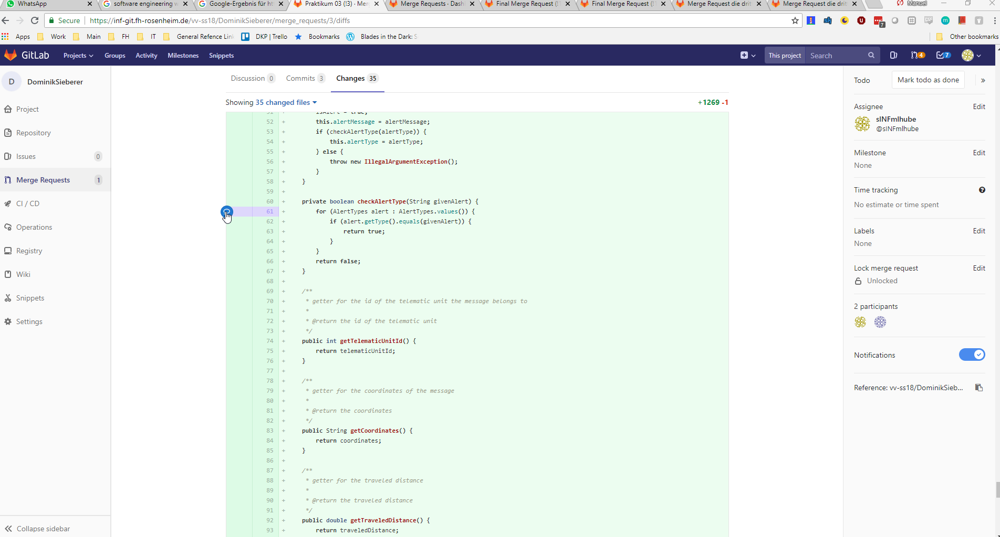 WhatsApp
software engineering w
Google-Ergebnis für htt
Praktikum 03 (!3) · Mer
Merge Requests · Dash
Final Merge Request (!
Final Merge Request (!
Merge Request die drit
Merge Request die drit
Manuel
Secure
https://inf-git.fh-rosenheim.de/vv-ss18/DominikSieberer/merge_requests/3/diffs
7
Apps
Work
Main
FH
IT
General Refence Lin
DKP | Trello
Bookmarks
Blades in the Dark: S
Other bookmarks
GitLab
Projects
Groups
Activity
Milestones
Snippets
This project
Search
4
7
D
DominikSieberer
Project
Repository
Issues
0
Merge Requests
1
CI / CD
Operations
Registry
Wiki
Snippets
Settings
Collapse sidebar
Discussion 0
Commits 3
Changes 35
Showing 35 changed files
+1269 -1
51 + isAlert = true;
52 + this.alertMessage = alertMessage;
53 + if (checkAlertType(alertType)) {
54 + this.alertType = alertType;
55 + } else {
56 + throw new IllegalArgumentException();
57 + }
58 + }
59 +
60 + private boolean checkAlertType(String givenAlert) {
61 + for (AlertTypes alert : AlertTypes.values()) {
62 + if (alert.getType().equals(givenAlert)) {
63 + return true;
64 + }
65 + }
66 + return false;
67 + }
68 +
69 + /**
70 + * getter for the id of the telematic unit the message belongs to
71 + *
72 + * @return the id of the telematic unit
73 + */
74 + public int getTelematicUnitId() {
75 + return telematicUnitId;
76 + }
77 +
78 + /**
79 + * getter for the coordinates of the message
80 + *
81 + * @return the coordinates
82 + */
83 + public String getCoordinates() {
84 + return coordinates;
85 + }
86 +
87 + /**
88 + * getter for the traveled distance
89 + *
90 + * @return the traveled distance
91 + */
92 + public double getTraveledDistance() {
93 + return traveledDistance;
Todo
Mark todo as done
»
Assignee
Edit
sINFmlhube
@sINFmlhube
Milestone
Edit
None
Time tracking
No estimate or time spent
Labels
Edit
None
Lock merge request
Edit
Unlocked
2 participants
Notifications
Reference: vv-ss18/DominikSieb...